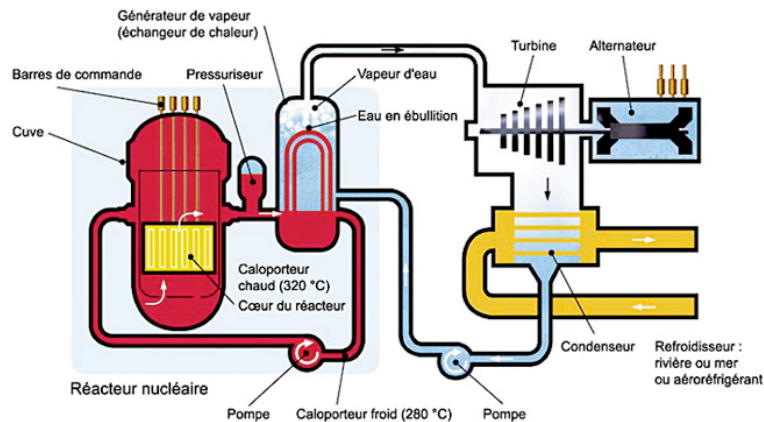 Générateur de vapeur
(échangeur de chaleur)
Turbine
Alternateur
Barres de commande
Pressuriseur
Vapeur d'eau
Eau en ébullition
Cuve
Caloporteur
chaud (320 °C)
Cœur du réacteur
Condenseur
Refroidisseur :
rivière ou mer
ou aéroréfrigérant
Réacteur nucléaire
Pompe
Caloporteur froid (280 °C)
Pompe